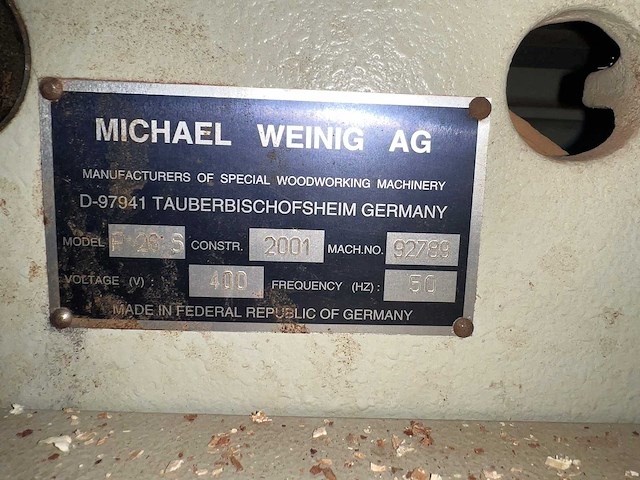 MICHAEL WEINIG AG
MANUFACTURERS OF SPECIAL WOODWORKING MACHINERY
D-97941 TAUBERBISCHOFSHEIM GERMANY
MODEL CONSTR. 2001 MACH.NO. 92789
VOLTAGE (V) : 400 FREQUENCY (HZ) : 50
MADE IN FEDERAL REPUBLIC OF GERMANY